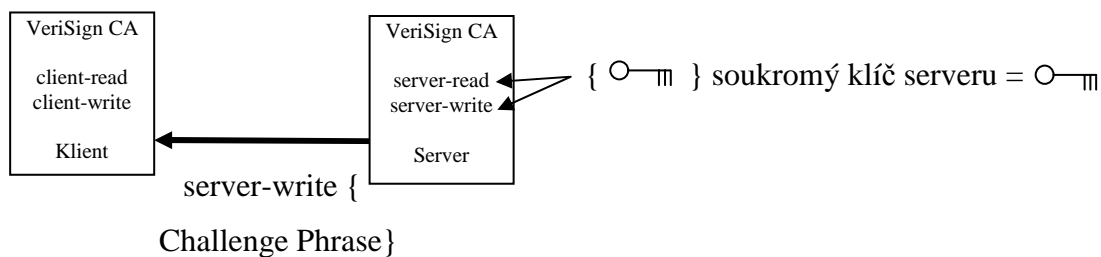 VeriSign CA
client-read
client-write
Klient
VeriSign CA
server-read
server-write
Server
{ } soukromý klíč serveru =
server-write {
Challenge Phrase}